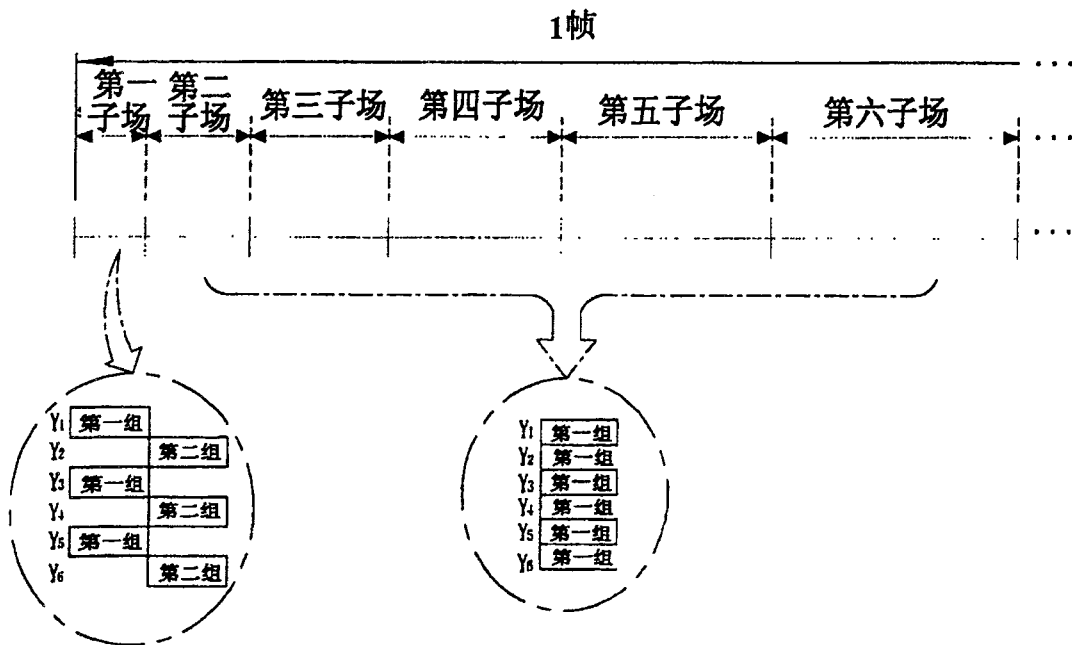 1帧
第一子场
第二子场
第三子场
第四子场
第五子场
第六子场
Y1 第一组
Y2 第二组
Y3 第一组
Y4 第二组
Y5 第一组
Y6 第二组
Y1 第一组
Y2 第一组
Y3 第一组
Y4 第一组
Y5 第一组
Y6 第一组